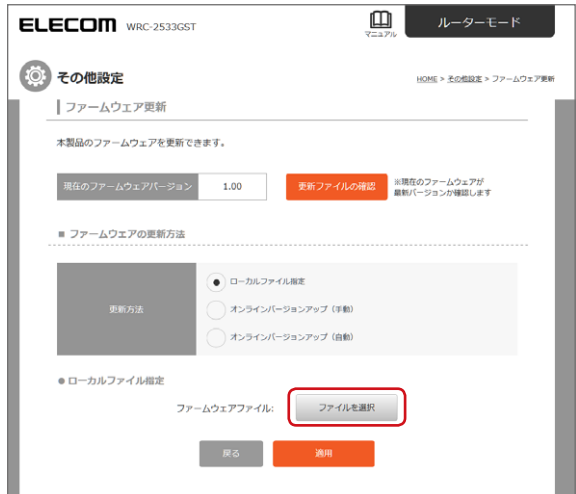 ELECOM WRC-2533GST
マニュアル
ルーターモード
その他設定
HOME > その他設定 > ファームウェア更新
ファームウェア更新
本製品のファームウェアを更新できます。
現在のファームウェアバージョン 1.00 更新ファイルの確認
※現在のファームウェアが
最新バージョンか確認します
■ ファームウェアの更新方法
更新方法
ローカルファイル指定
オンラインバージョンアップ（手動）
オンラインバージョンアップ（自動）
● ローカルファイル指定
ファームウェアファイル: ファイルを選択
戻る 適用